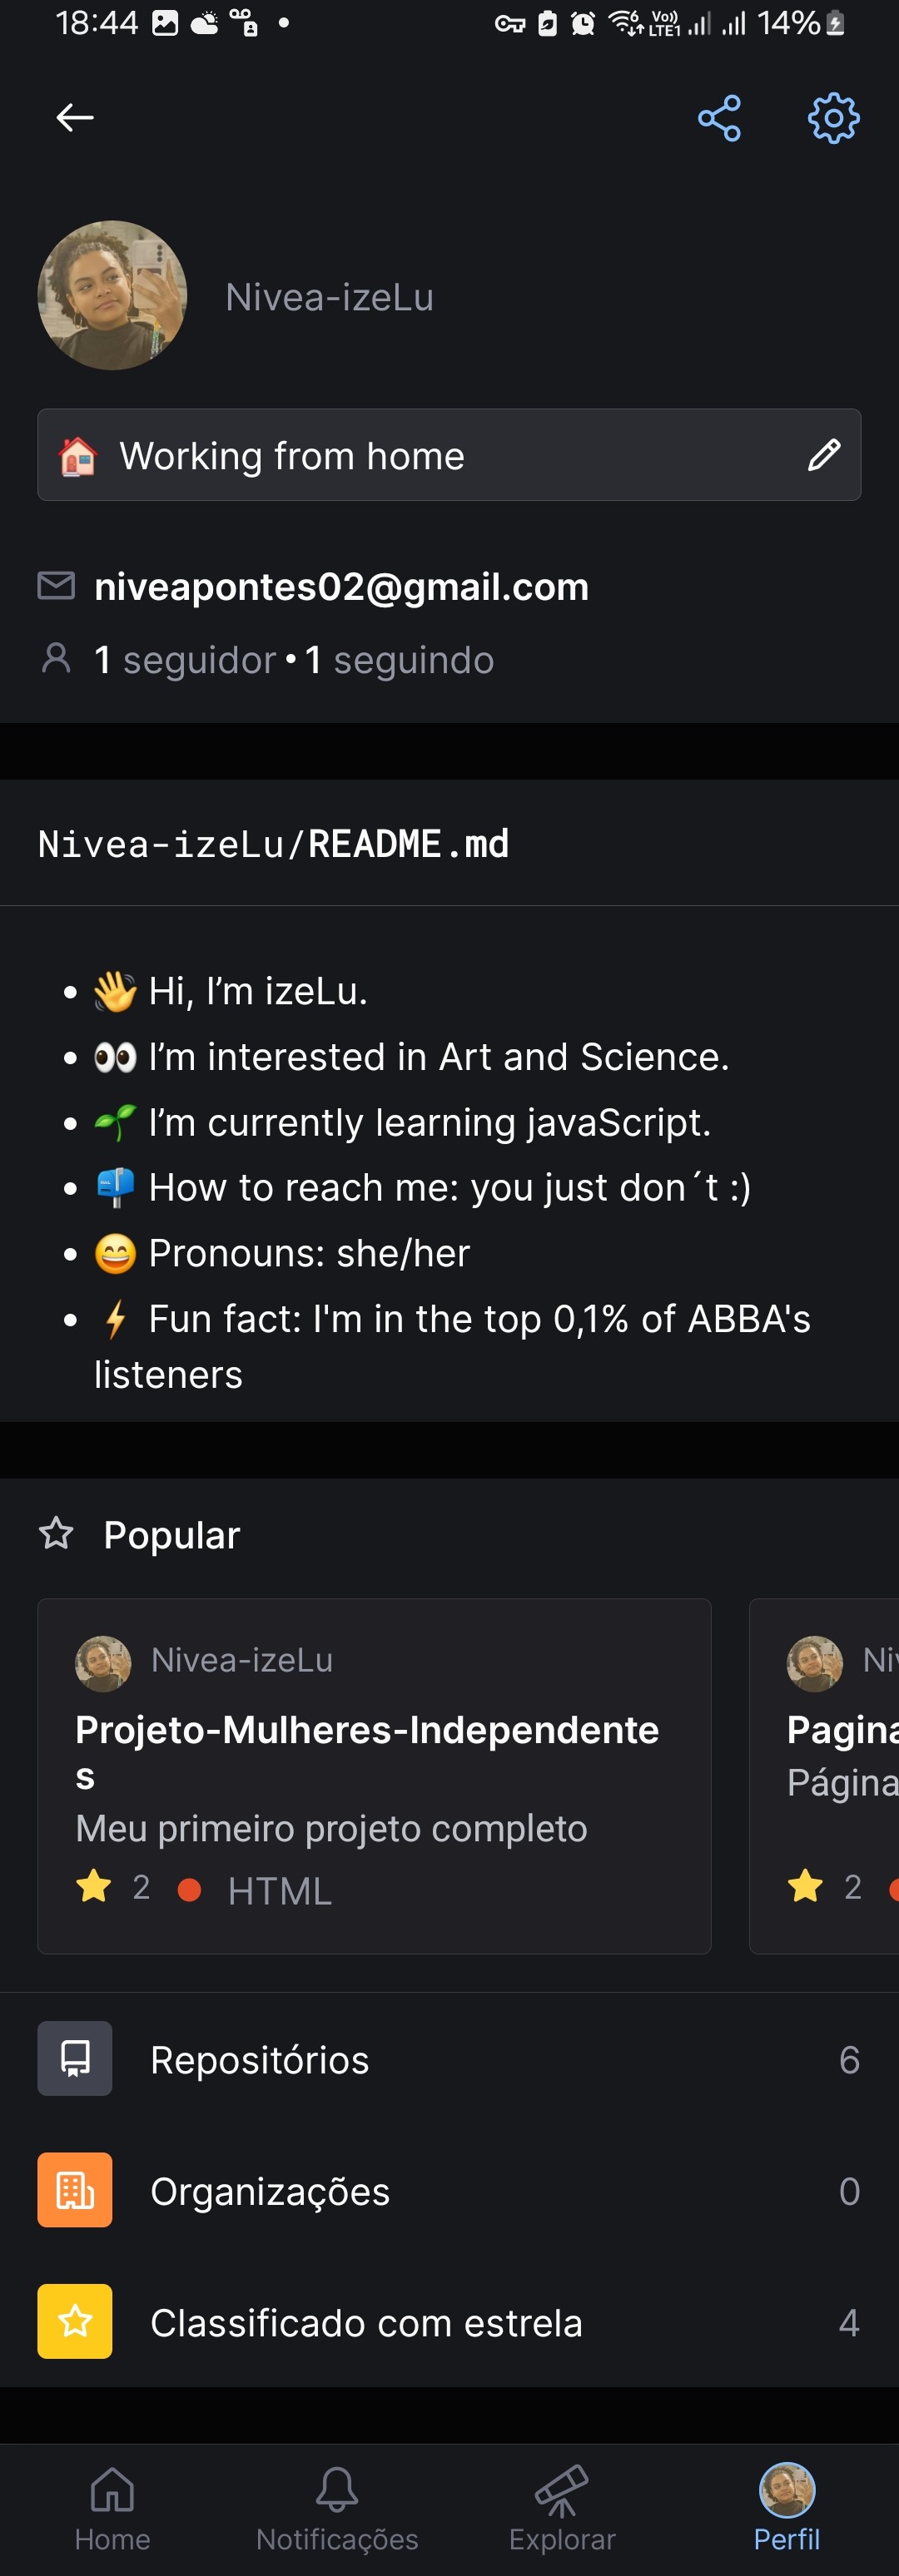 18:44 Vo)) LTE1 14%
Nivea-izeLu
Working from home
niveapontes02@gmail.com
1 seguidor • 1 seguindo
Nivea-izeLu/README.md
• 👋 Hi, I’m izeLu.
• 👀 I’m interested in Art and Science.
• 🌱 I’m currently learning javaScript.
• 📫 How to reach me: you just don´t :)
• 😄 Pronouns: she/her
• ⚡ Fun fact: I'm in the top 0,1% of ABBA's
listeners
Popular
Nivea-izeLu
Projeto-Mulheres-Independente
s
Meu primeiro projeto completo
2 HTML
Niv
Pagina
Página
2
Repositórios 6
Organizações 0
Classificado com estrela 4
Home Notificações Explorar Perfil